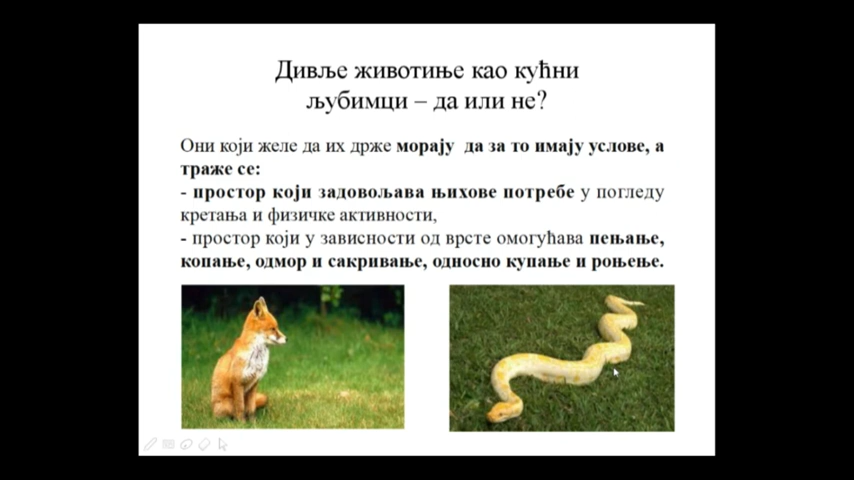 Дивље животиње као кућни
љубимци – да или не?
Они који желе да их држе морају да за то имају услове, а
траже се:
- простор који задовољава њихове потребе у погледу
кретања и физичке активности,
- простор који у зависности од врсте омогућава пењање,
копање, одмор и сакривање, односно купање и роњење.